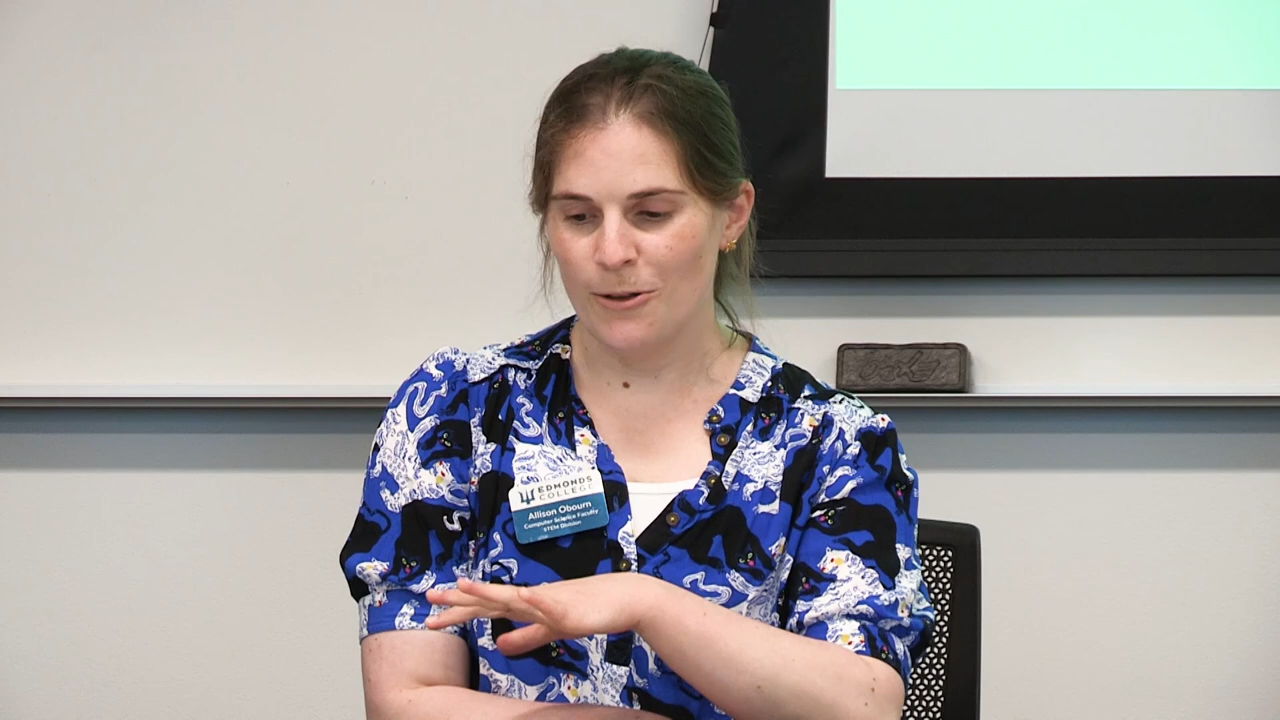 EDMONDS
COLLEGE
Allison Obourn
Computer Science Faculty
STEM Division